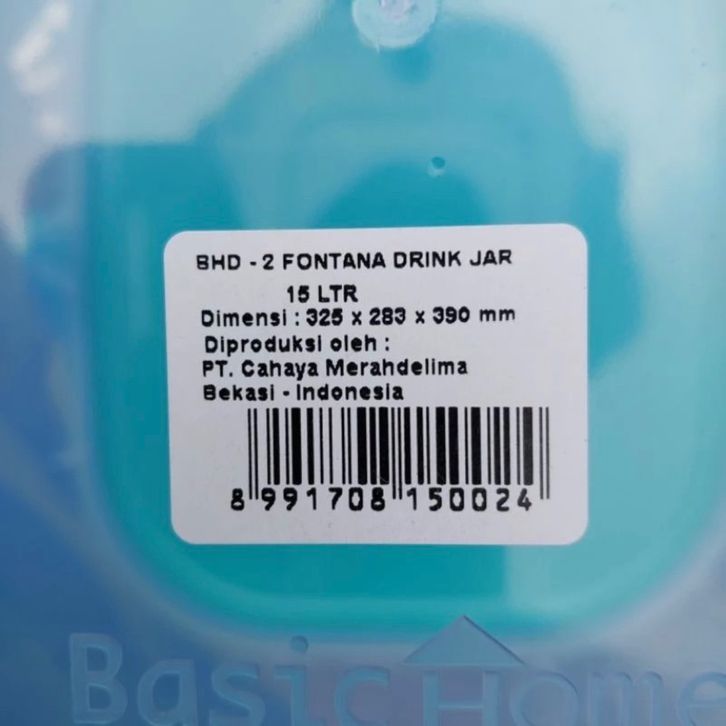 BHD - 2 FONTANA DRINK JAR
15 LTR
Dimensi : 325 x 283 x 390 mm
Diproduksi oleh :
PT. Cahaya Merahdelima
Bekasi - Indonesia
8 991708 150024
Basic Home